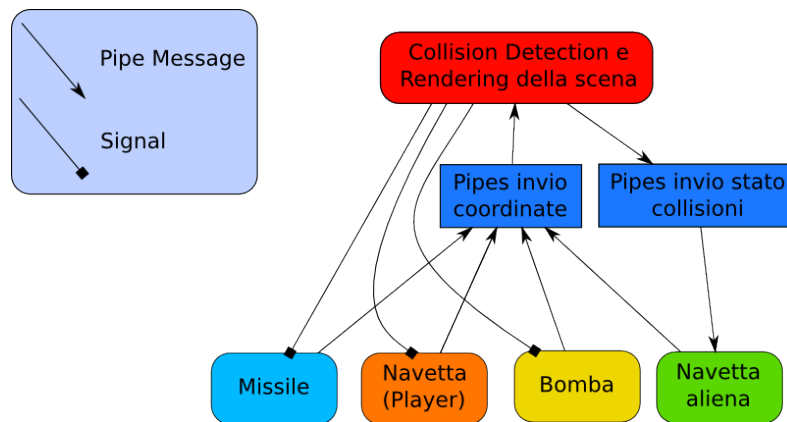 Pipe Message
Signal
Collision Detection e
Rendering della scena
Pipes invio
coordinate
Pipes invio stato
collisioni
Missile
Navetta
(Player)
Bomba
Navetta
aliena